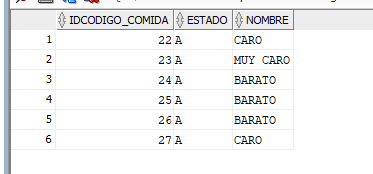 IDCODIGO_COMIDA ESTADO NOMBRE
1 22 A CARO
2 23 A MUY CARO
3 24 A BARATO
4 25 A BARATO
5 26 A BARATO
6 27 A CARO